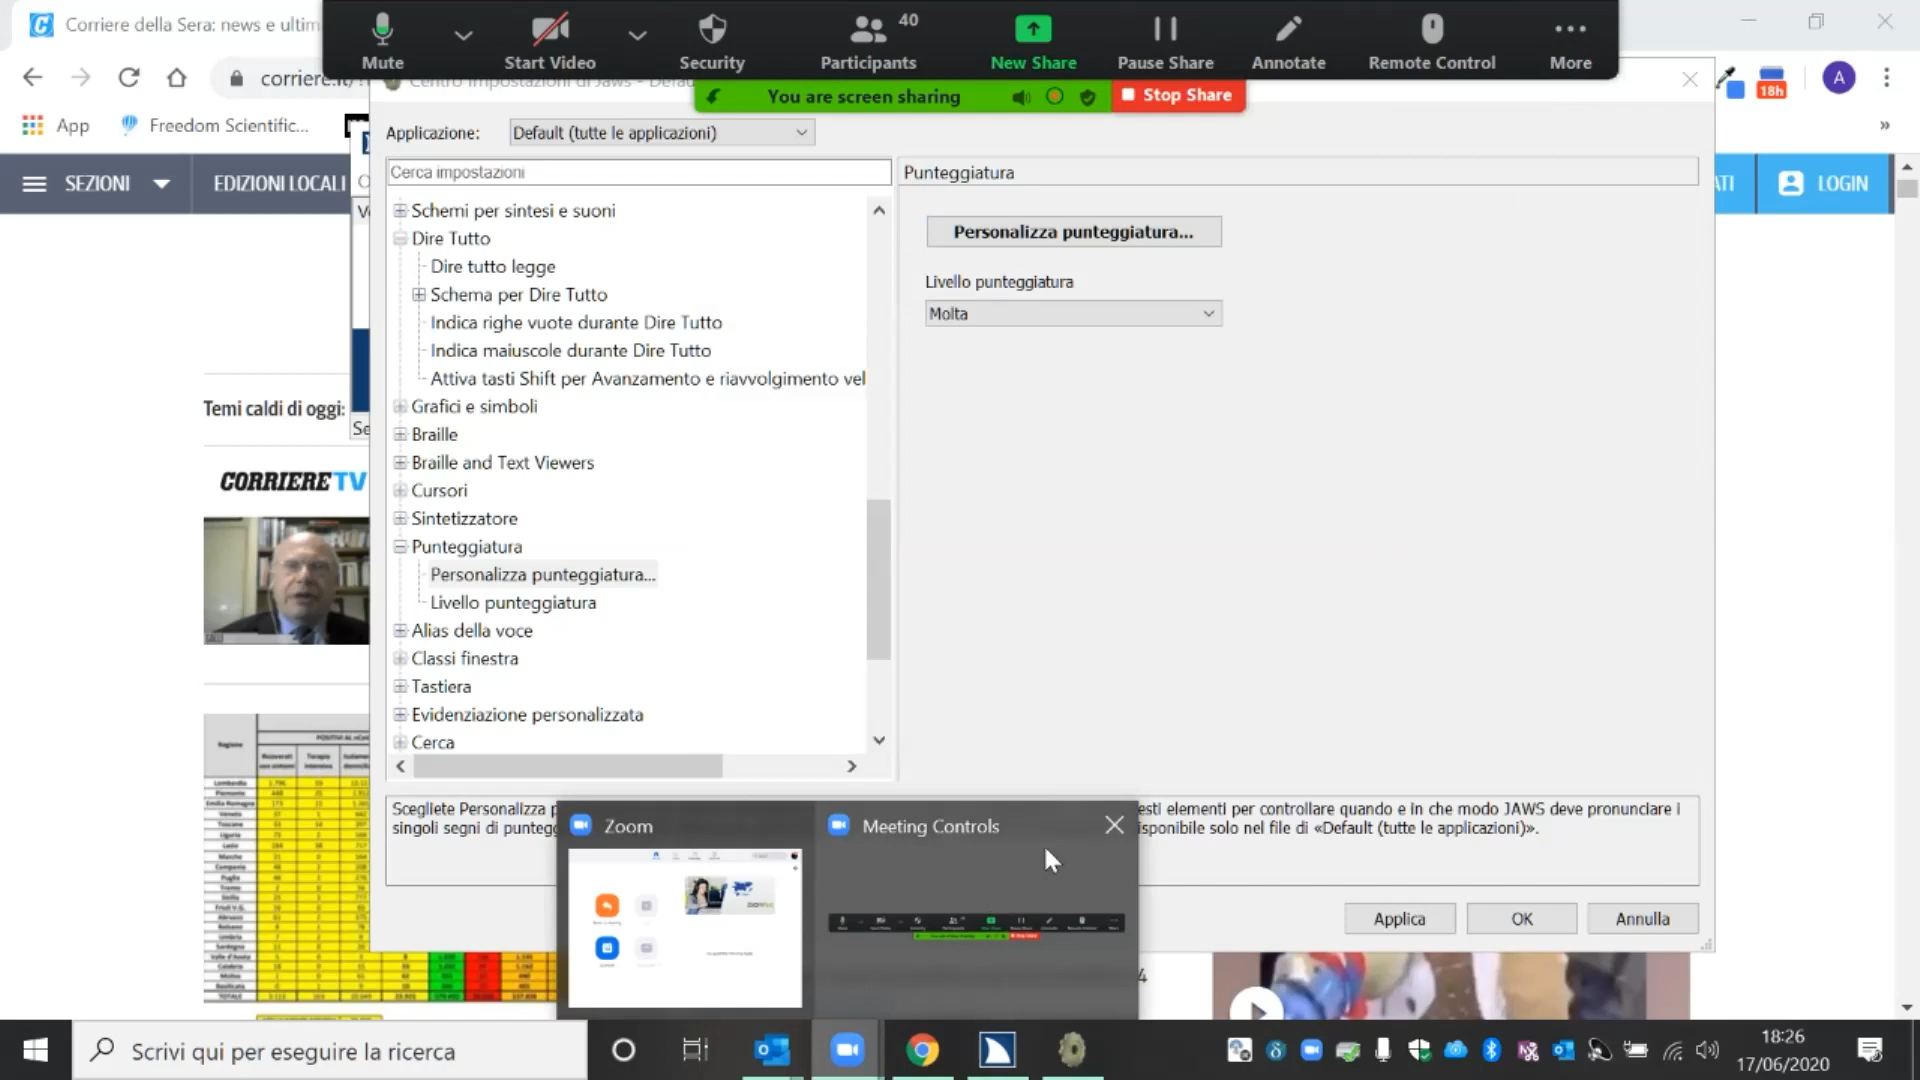 Corriere della Sera: news e ultim
Mute
Start Video
Security
Participants
40
New Share
Pause Share
Annotate
Remote Control
More
You are screen sharing
Stop Share
corriere.it/
Centro Impostazioni di Jaws - Defau
18h
A
App
Freedom Scientific...
»
SEZIONI
EDIZIONI LOCALI
LOGIN
Applicazione:
Default (tutte le applicazioni)
Cerca impostazioni
Punteggiatura
Schemi per sintesi e suoni
Dire Tutto
Dire tutto legge
Schema per Dire Tutto
Indica righe vuote durante Dire Tutto
Indica maiuscole durante Dire Tutto
Attiva tasti Shift per Avanzamento e riavvolgimento vel
Grafici e simboli
Braille
Braille and Text Viewers
Cursori
Sintetizzatore
Punteggiatura
Personalizza punteggiatura...
Livello punteggiatura
Alias della voce
Classi finestra
Tastiera
Evidenziazione personalizzata
Cerca
Personalizza punteggiatura...
Livello punteggiatura
Molta
Temi caldi di oggi:
Se
CORRIERE TV
Scegliete Personalizza p
esti elementi per controllare quando e in che modo JAWS deve pronunciare i
singoli segni di punteg
isponibile solo nel file di «Default (tutte le applicazioni)».
Zoom
Meeting Controls
Applica
OK
Annulla
Scrivi qui per eseguire la ricerca
18:26
17/06/2020